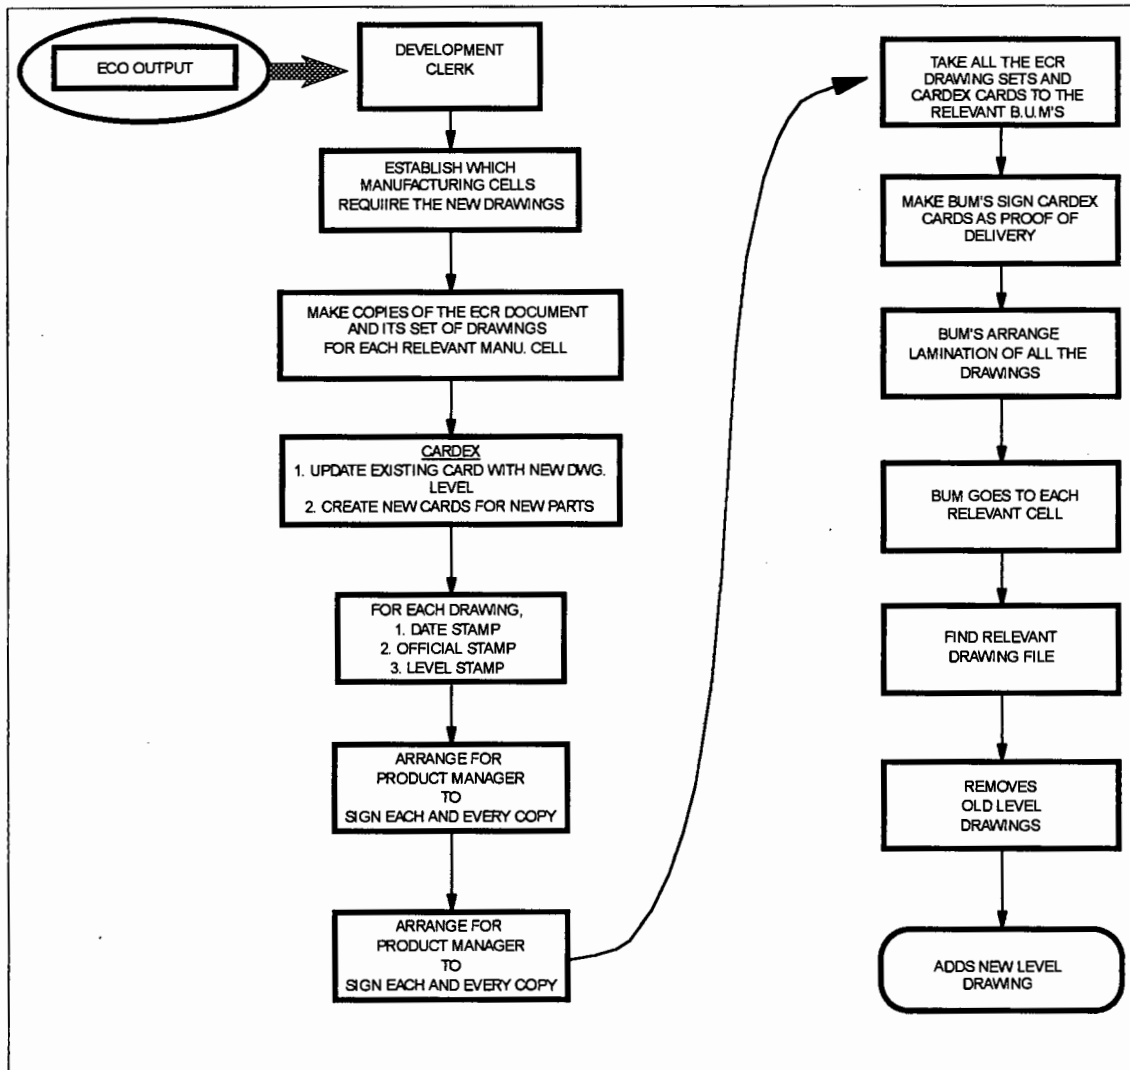 ECO OUTPUT
DEVELOPMENT
CLERK
ESTABLISH WHICH
MANUFACTURING CELLS
REQUIIRE THE NEW DRAWINGS
MAKE COPIES OF THE ECR DOCUMENT
AND ITS SET OF DRAWINGS
FOR EACH RELEVANT MANU. CELL
CARDEX
1. UPDATE EXISTING CARD WITH NEW DWG.
LEVEL
2. CREATE NEW CARDS FOR NEW PARTS
FOR EACH DRAWING,
1. DATE STAMP
2. OFFICIAL STAMP
3. LEVEL STAMP
ARRANGE FOR
PRODUCT MANAGER
TO
SIGN EACH AND EVERY COPY
ARRANGE FOR
PRODUCT MANAGER
TO
SIGN EACH AND EVERY COPY
TAKE ALL THE ECR
DRAWING SETS AND
CARDEX CARDS TO THE
RELEVANT B.U.M'S
MAKE BUM'S SIGN CARDEX
CARDS AS PROOF OF
DELIVERY
BUM'S ARRANGE
LAMINATION OF ALL THE
DRAWINGS
BUM GOES TO EACH
RELEVANT CELL
FIND RELEVANT
DRAWING FILE
REMOVES
OLD LEVEL
DRAWINGS
ADDS NEW LEVEL
DRAWING